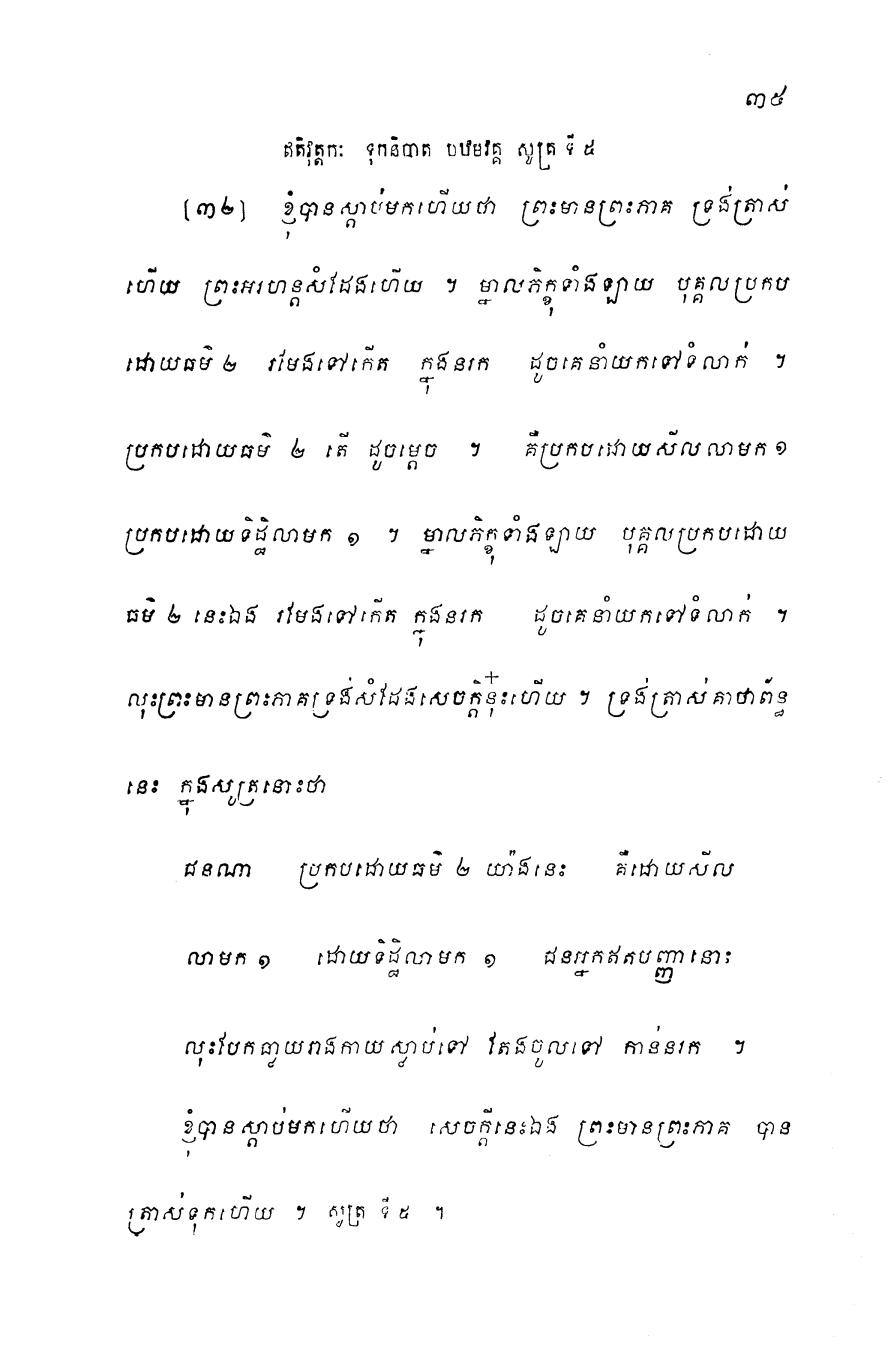 ៣៥
ឥតិវុត្តកៈ ទុកនិបាត បឋមវគ្គ សូត្រ ទី ៥
[៣២] ខ្ញុំបានស្តាប់មកហើយថា ព្រះមានព្រះភាគ ទ្រង់ត្រាស់
ហើយ ព្រះអរហន្តសំដែងហើយ ។ ម្នាលភិក្ខុទាំងឡាយ បុគ្គលប្រកប
ដោយធម៌ ២ រមែងទៅកើត ក្នុងនរក ដូចគេនាំយកទៅទំលាក់ ។
ប្រកបដោយធម៌ ២ តើ ដូចម្តេច ។ គឺប្រកបដោយសីលលាមក ១
ប្រកបដោយទិដ្ឋិលាមក ១ ។ ម្នាលភិក្ខុទាំងឡាយ បុគ្គលប្រកបដោយ
ធម៌ ២ នេះឯង រមែងទៅកើត ក្នុងនរក ដូចគេនាំយកទៅទំលាក់ ។
លុះព្រះមានព្រះភាគទ្រង់សំដែងសេចក្តិនុ៎ះហើយ ។ ទ្រង់ត្រាស់គាថាព័ន្ធ
នេះ ក្នុងសូត្រនោះថា
ជនណា ប្រកបដោយធម៌ ២ យ៉ាងនេះ គឺដោយសីល
លាមក ១ ដោយទិដ្ឋិលាមក ១ ជនអ្នកឥតបញ្ញានោះ
លុះបែកធ្លាយរាងកាយស្លាប់ទៅ តែងចូលទៅ កាន់នរក ។
ខ្ញុំបានស្តាប់មកហើយថា សេចក្តីនេះឯង ព្រះមានព្រះភាគ បាន
ត្រាស់ទុកហើយ ។ សូត្រ ទី ៥ ។